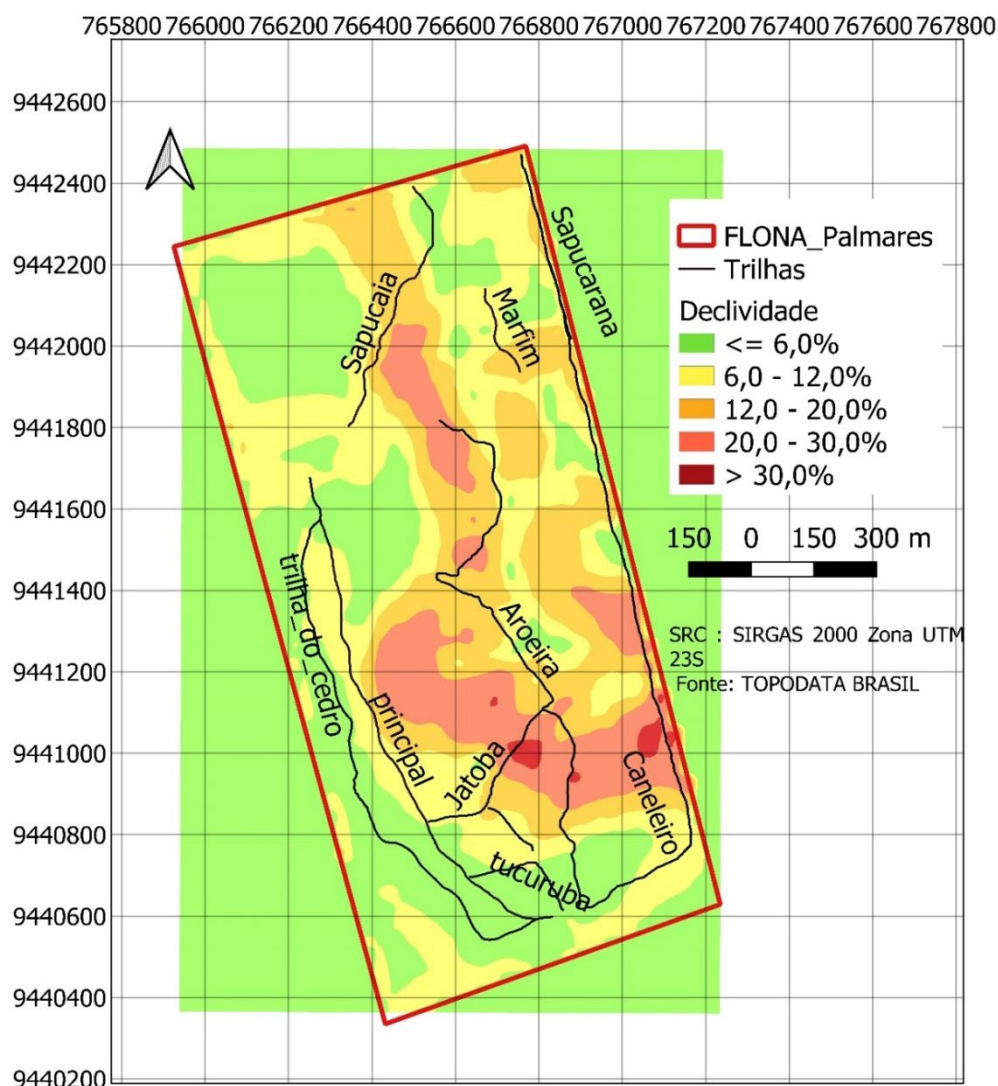 765800 766000 766200 766400 766600 766800 767000 767200 767400 767600 767800
9442600
9442400
9442200
9442000
9441800
9441600
9441400
9441200
9441000
9440800
9440600
9440400
9440200
Sapucarana
Sapucaia
Marfim
trilha_do_cedro
principal
Aroeira
Jatoba
Caneleiro
tucuruba
FLONA_Palmares
Trilhas
Declividade
<= 6,0%
6,0 - 12,0%
12,0 - 20,0%
20,0 - 30,0%
> 30,0%
150 0 150 300 m
SRC : SIRGAS 2000 Zona UTM
23S
Fonte: TOPODATA BRASIL